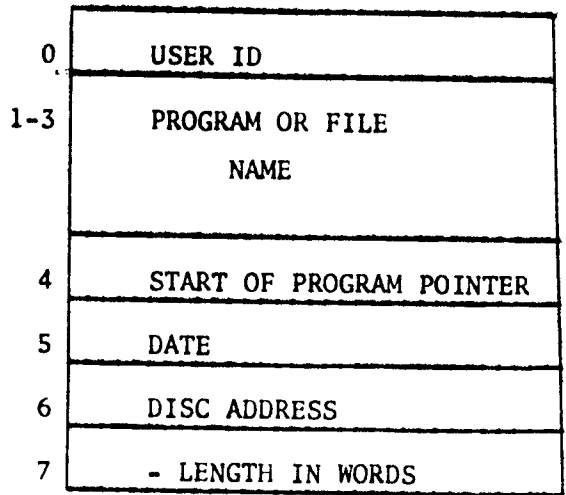 0 USER ID
1-3 PROGRAM OR FILE
NAME
4 START OF PROGRAM POINTER
5 DATE
6 DISC ADDRESS
7 - LENGTH IN WORDS